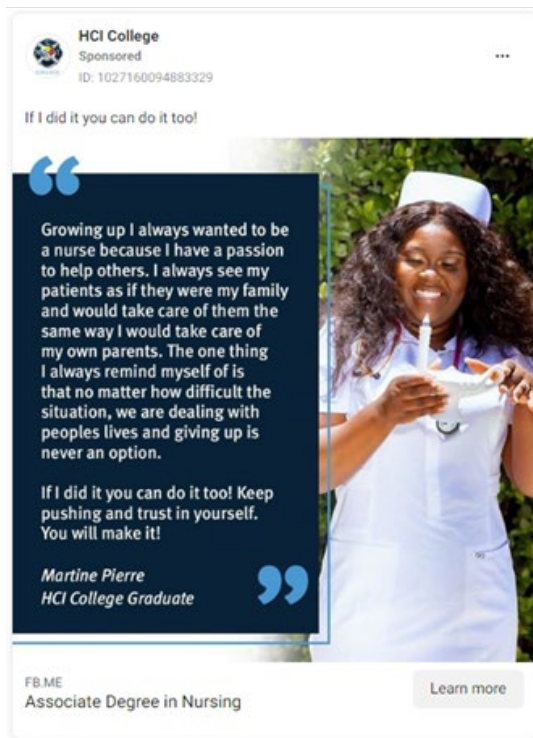 HCI College
Sponsored
ID: 1027160094883329
If I did it you can do it too!
Growing up I always wanted to be
a nurse because I have a passion
to help others. I always see my
patients as if they were my family
and would take care of them the
same way I would take care of
my own parents. The one thing
I always remind myself of is
that no matter how difficult the
situation, we are dealing with
peoples lives and giving up is
never an option.
If I did it you can do it too! Keep
pushing and trust in yourself.
You will make it!
Martine Pierre
HCI College Graduate
FB.ME
Associate Degree in Nursing
Learn more